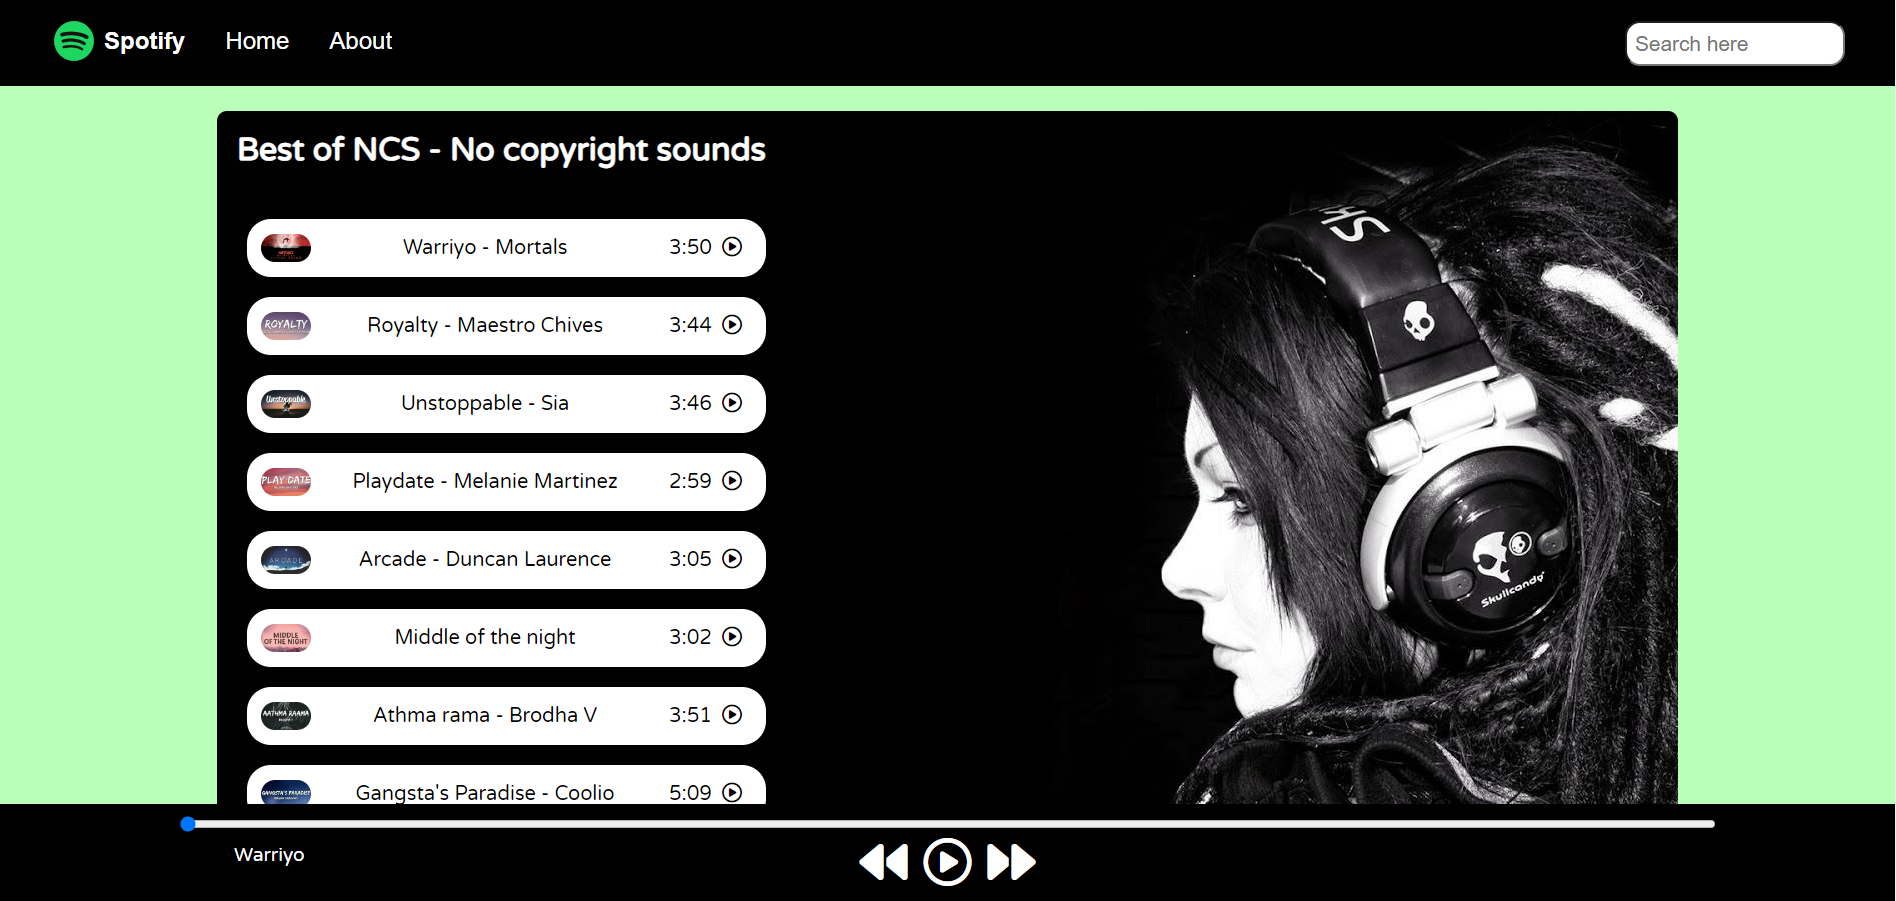 Spotify Home About Search here
Best of NCS - No copyright sounds
Warriyo - Mortals 3:50
ROYALTY Royalty - Maestro Chives 3:44
Unstoppable Unstoppable - Sia 3:46
PLAY DATE Playdate - Melanie Martinez 2:59
ARCADE Arcade - Duncan Laurence 3:05
MIDDLE
OF THE NIGHT Middle of the night 3:02
AATHMA RAAMA Athma rama - Brodha V 3:51
GANGSTA'S PARADISE Gangsta's Paradise - Coolio 5:09
Skullcandy
Warriyo